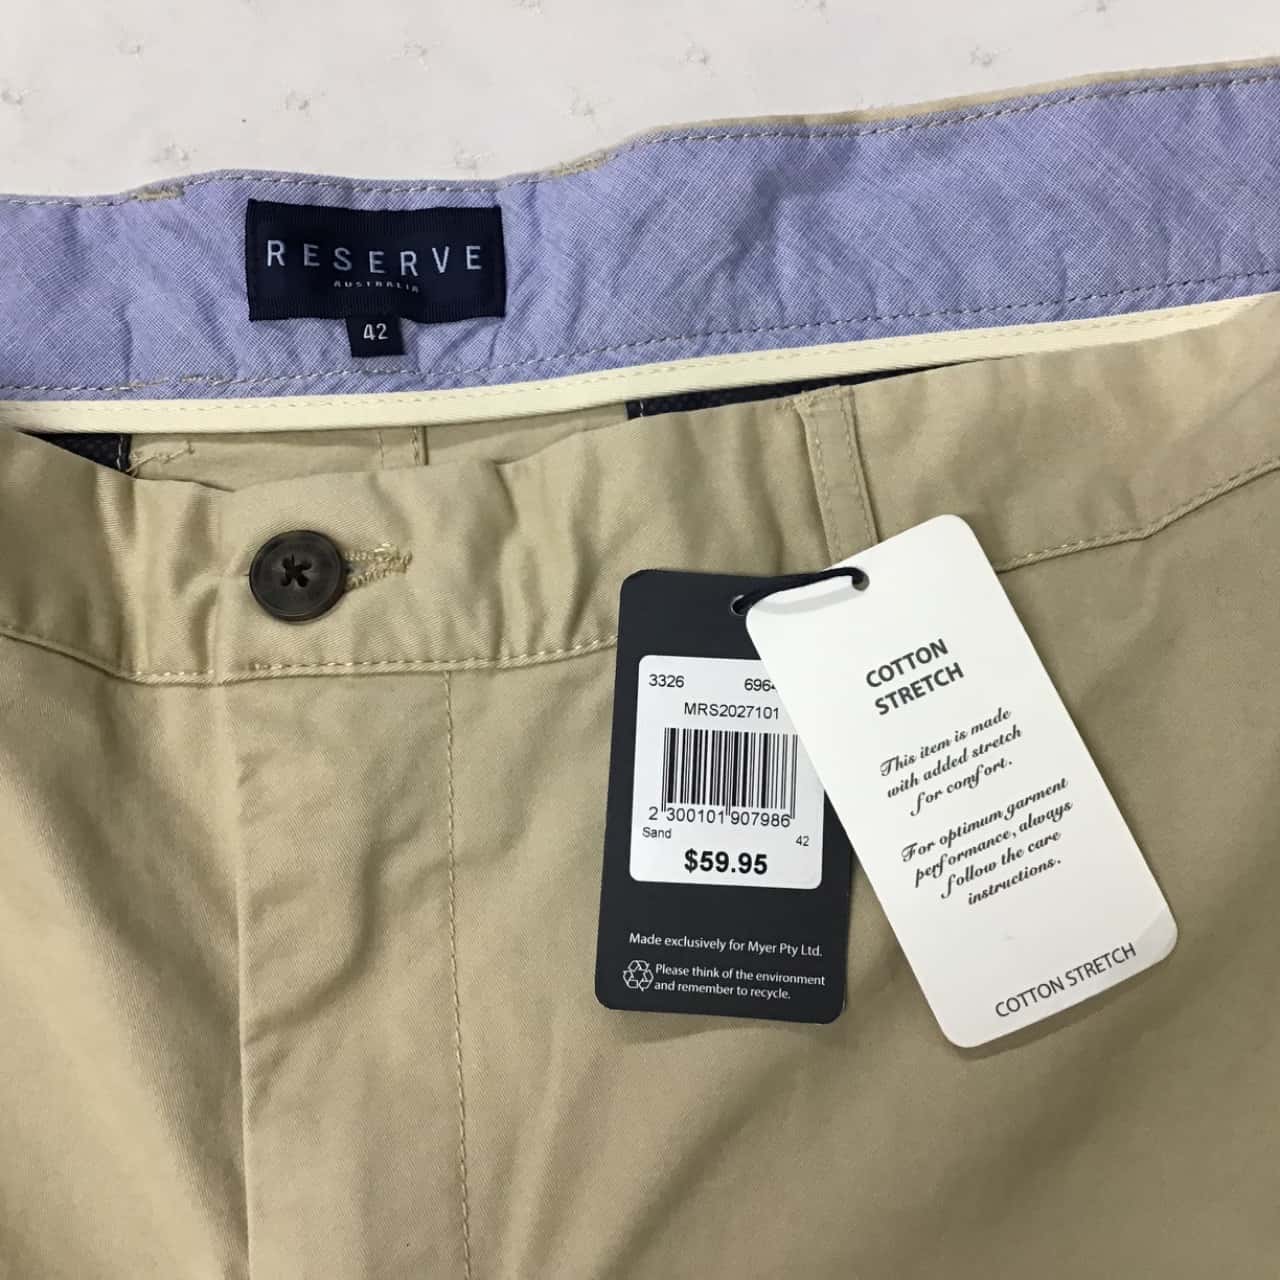 RESERVE
AUSTRALIA
42
3326
MRS2027101
2 300101 907986
Sand
42
$59.95
Made exclusively for Myer Pty Ltd.
Please think of the environment
and remember to recycle.
COTTON
STRETCH
This item is made
with added stretch
for comfort.
For optimum garment
performance, always
follow the care
instructions.
COTTON STRETCH